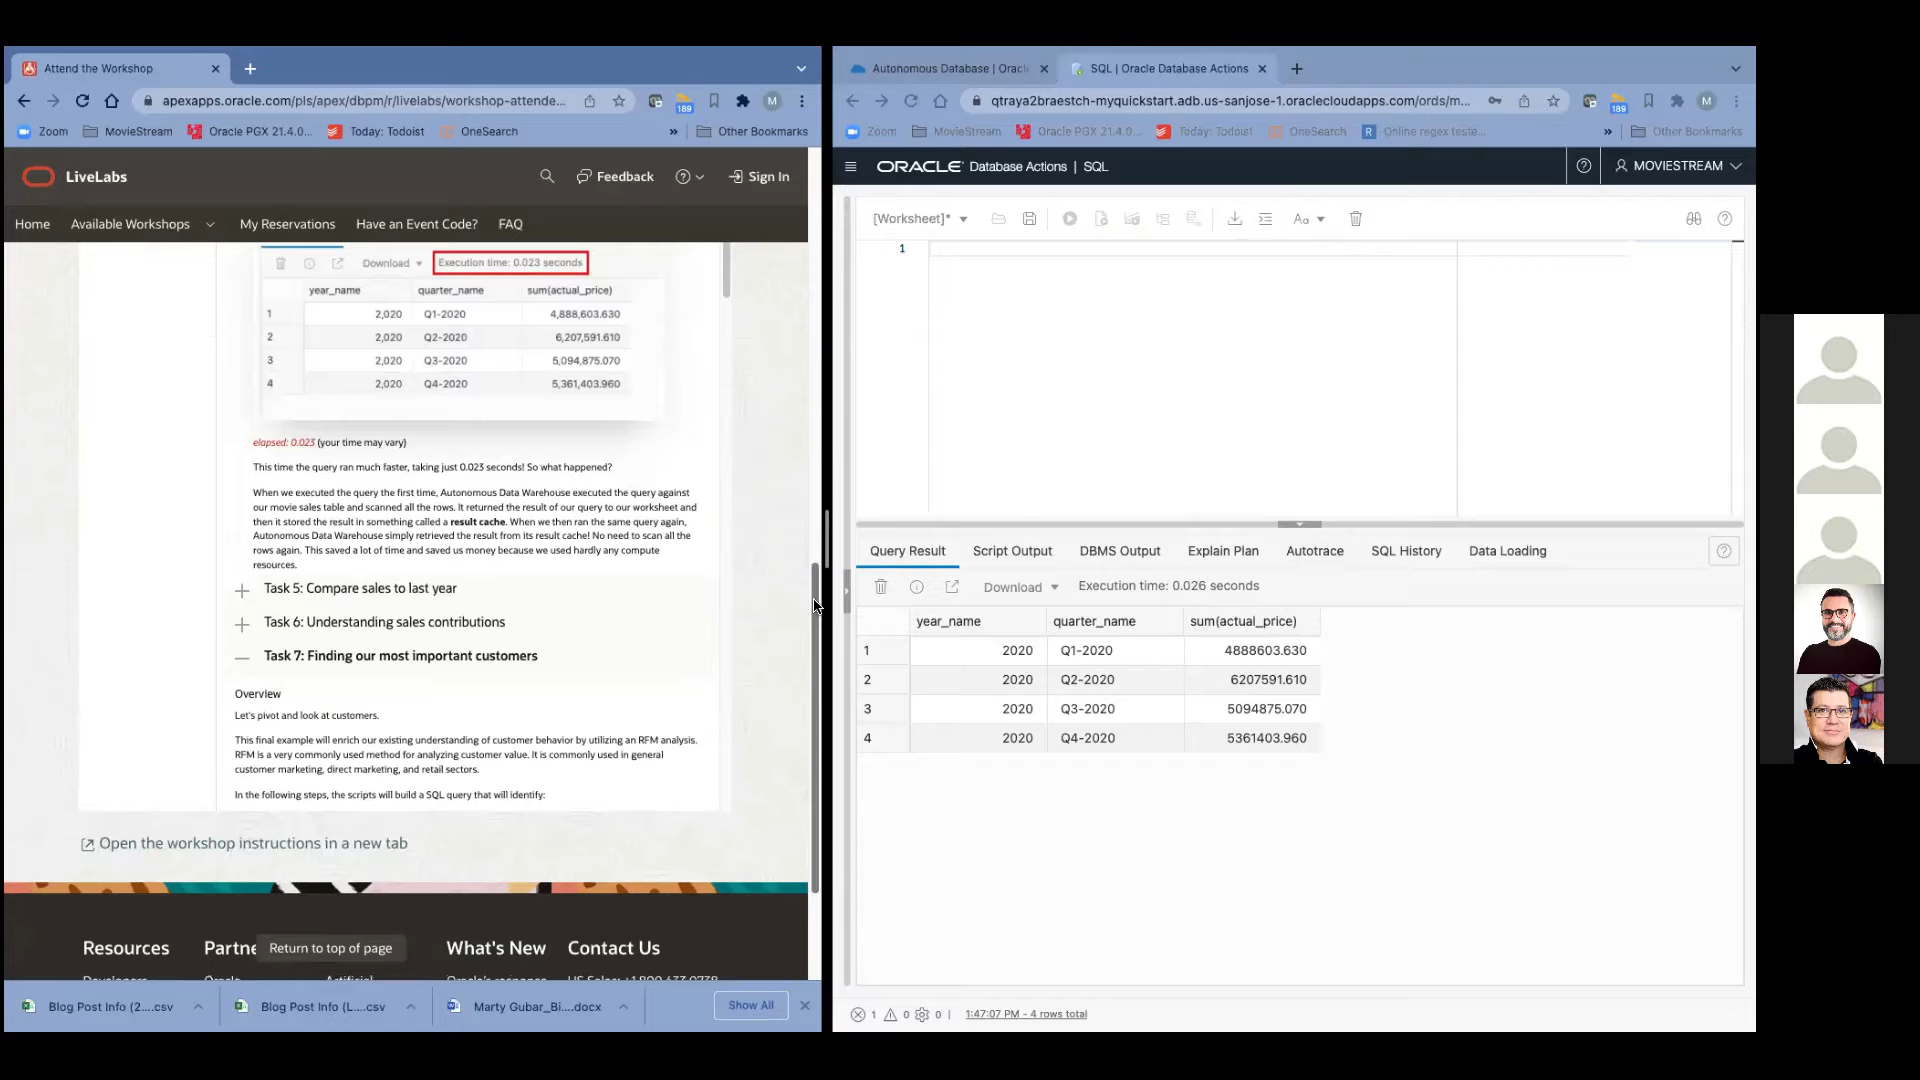 Attend the Workshop
apexapps.oracle.com/pls/apex/dbpm/r/livelabs/workshop-attende...
189
M
Zoom
MovieStream
Oracle PGX 21.4.0...
Today: Todoist
OneSearch
»
Other Bookmarks
LiveLabs
Feedback
Sign In
Home
Available Workshops
My Reservations
Have an Event Code?
FAQ
Download
Execution time: 0.023 seconds
year_name quarter_name sum(actual_price)
1 2,020 Q1-2020 4,888,603.630
2 2,020 Q2-2020 6,207,591.610
3 2,020 Q3-2020 5,094,875.070
4 2,020 Q4-2020 5,361,403.960
elapsed: 0.023 (your time may vary)
This time the query ran much faster, taking just 0.023 seconds! So what happened?
When we executed the query the first time, Autonomous Data Warehouse executed the query against
our movie sales table and scanned all the rows. It returned the result of our query to our worksheet and
then it stored the result in something called a result cache. When we then ran the same query again,
Autonomous Data Warehouse simply retrieved the result from its result cache! No need to scan all the
rows again. This saved a lot of time and saved us money because we used hardly any compute
resources.
Task 5: Compare sales to last year
Task 6: Understanding sales contributions
Task 7: Finding our most important customers
Overview
Let's pivot and look at customers.
This final example will enrich our existing understanding of customer behavior by utilizing an RFM analysis.
RFM is a very commonly used method for analyzing customer value. It is commonly used in general
customer marketing, direct marketing, and retail sectors.
In the following steps, the scripts will build a SQL query that will identify:
Open the workshop instructions in a new tab
Resources
Partne
Return to top of page
What's New
Contact Us
Blog Post Info (2....csv
Blog Post Info (L....csv
Marty Gubar_Bi....docx
Show All
Autonomous Database | Oracl
SQL | Oracle Database Actions
qtraya2braestch-myquickstart.adb.us-sanjose-1.oraclecloudapps.com/ords/m...
189
M
Zoom
MovieStream
Oracle PGX 21.4.0...
Today: Todoist
OneSearch
R
Online regex teste...
»
Other Bookmarks
ORACLE Database Actions | SQL
MOVIESTREAM
[Worksheet]*
Aa
1
Query Result
Script Output
DBMS Output
Explain Plan
Autotrace
SQL History
Data Loading
Download
Execution time: 0.026 seconds
year_name quarter_name sum(actual_price)
1 2020 Q1-2020 4888603.630
2 2020 Q2-2020 6207591.610
3 2020 Q3-2020 5094875.070
4 2020 Q4-2020 5361403.960
1 0 0 | 1:47:07 PM - 4 rows total